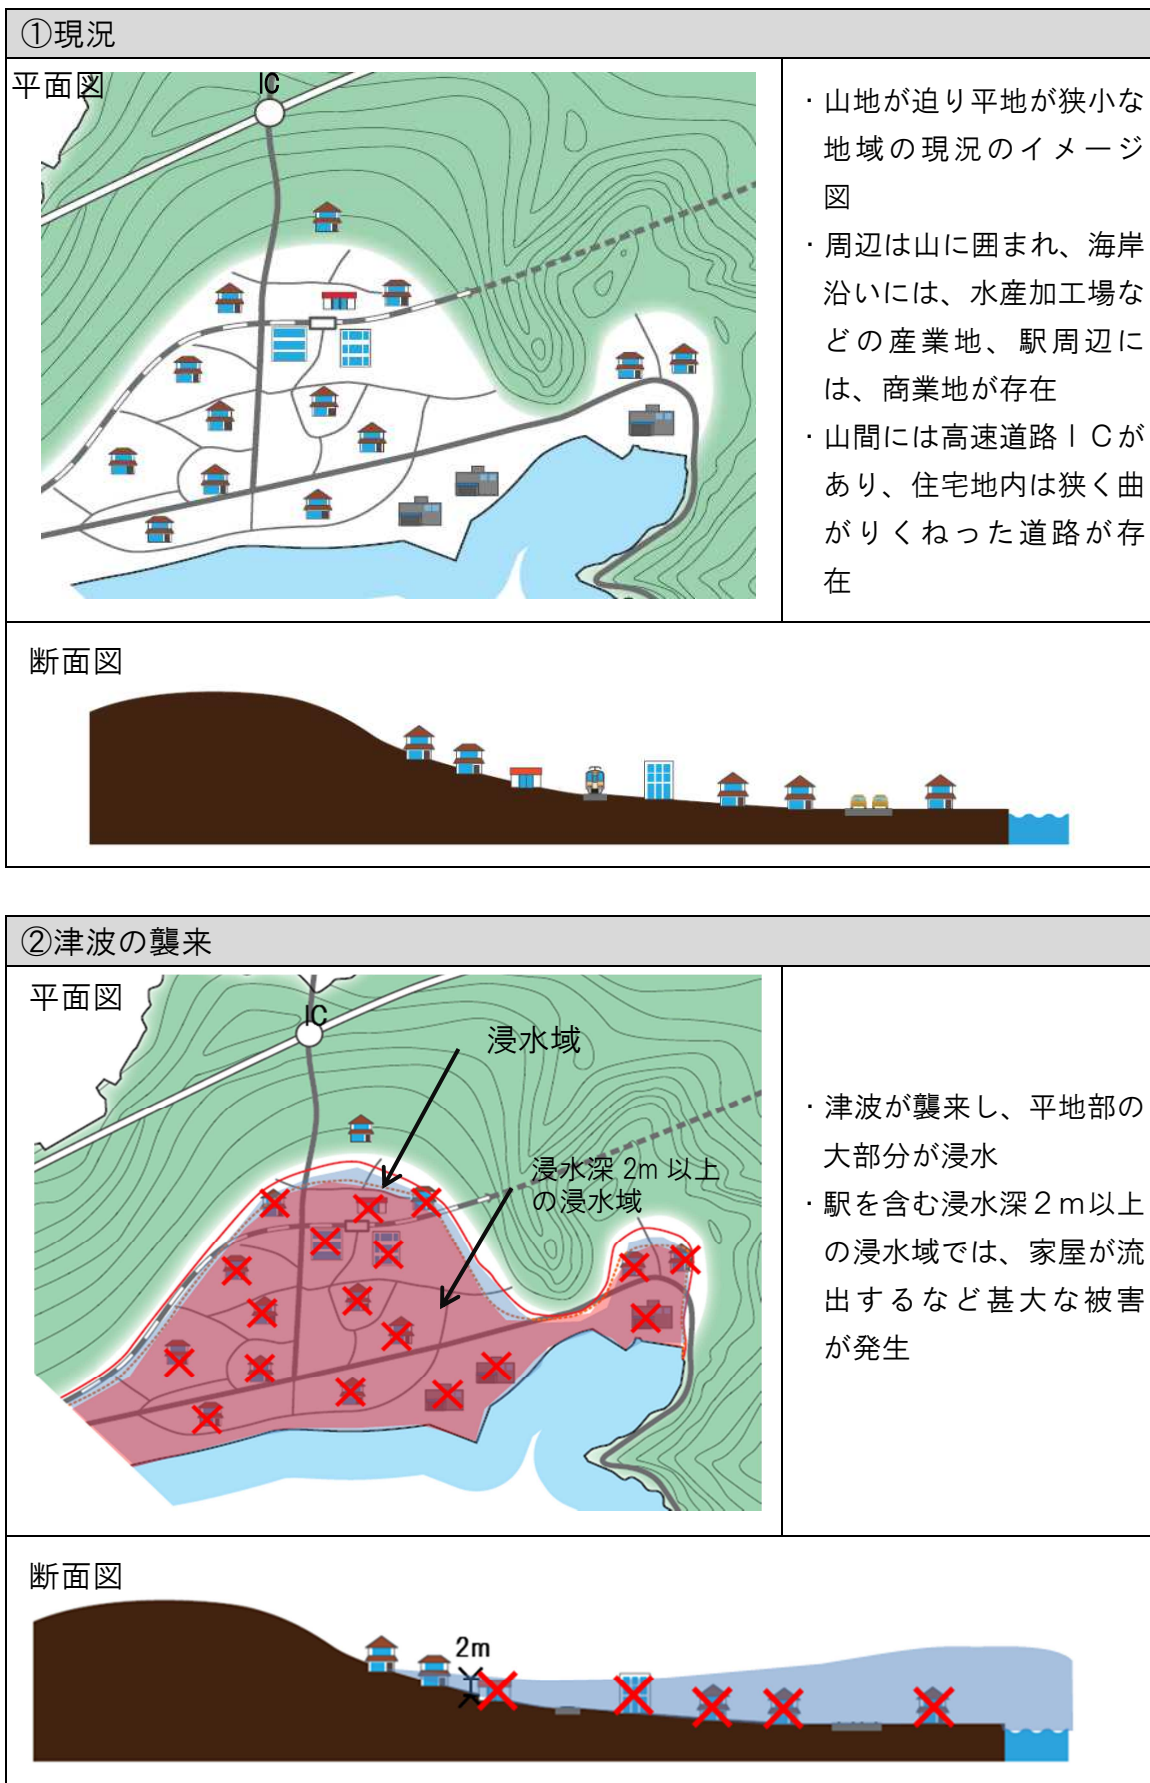 ①現況
平面図
IC
・山地が迫り平地が狭小な
地域の現況のイメージ
図
・周辺は山に囲まれ、海岸
沿いには、水産加工場な
どの産業地、駅周辺に
は、商業地が存在
・山間には高速道路ＩＣが
あり、住宅地内は狭く曲
がりくねった道路が存
在
断面図
②津波の襲来
平面図
IC
浸水域
浸水深 2m 以上
の浸水域
・津波が襲来し、平地部の
大部分が浸水
・駅を含む浸水深２ｍ以上
の浸水域では、家屋が流
出するなど甚大な被害
が発生
断面図
2m